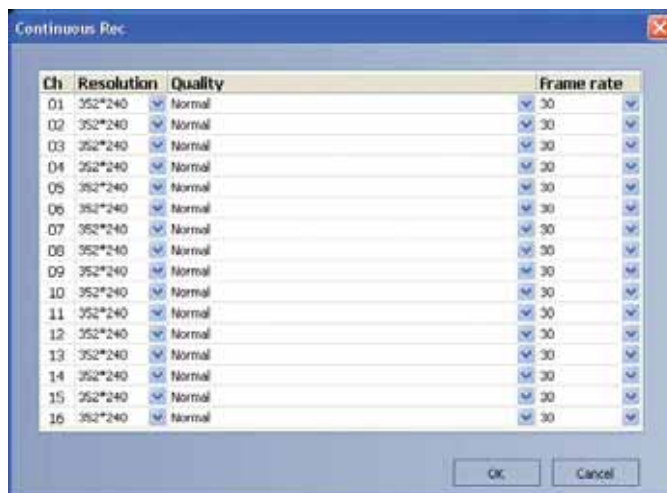 Continuous Rec
Ch Resolution Quality Frame rate
01 352*240 Normal 30
02 352*240 Normal 30
03 352*240 Normal 30
04 352*240 Normal 30
05 352*240 Normal 30
06 352*240 Normal 30
07 352*240 Normal 30
08 352*240 Normal 30
09 352*240 Normal 30
10 352*240 Normal 30
11 352*240 Normal 30
12 352*240 Normal 30
13 352*240 Normal 30
14 352*240 Normal 30
15 352*240 Normal 30
16 352*240 Normal 30
OK Cancel